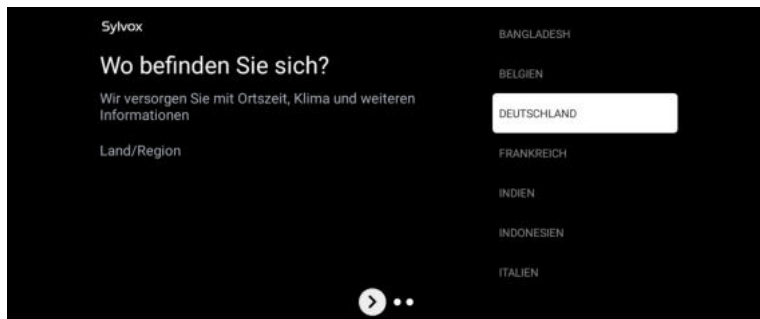 Sylvox
Wo befinden Sie sich?
Wir versorgen Sie mit Ortszeit, Klima und weiteren
Informationen
Land/Region
BANGLADESH
BELGIEN
DEUTSCHLAND
FRANKREICH
INDIEN
INDONESIEN
ITALIEN